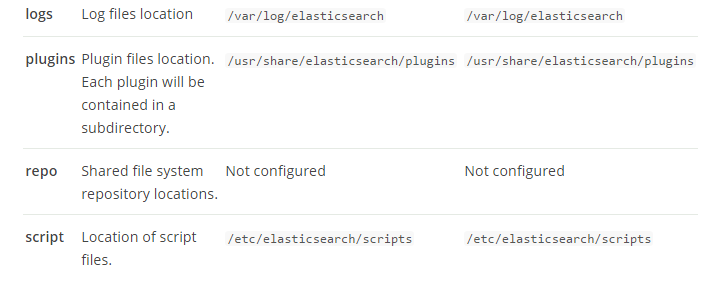 logs Log files location /var/log/elasticsearch /var/log/elasticsearch
plugins Plugin files location. /usr/share/elasticsearch/plugins /usr/share/elasticsearch/plugins
Each plugin will be
contained in a
subdirectory.
repo Shared file system Not configured Not configured
repository locations.
script Location of script /etc/elasticsearch/scripts /etc/elasticsearch/scripts
files.